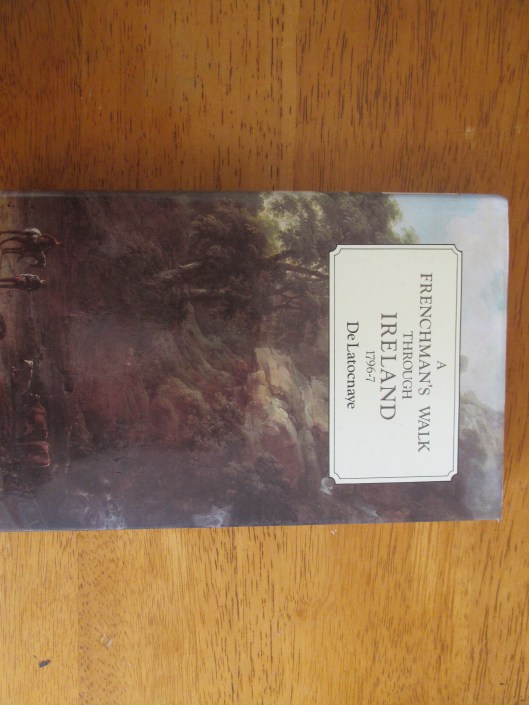 A
FRENCHMAN'S WALK
THROUGH
IRELAND
1796-7
De Latocnaye